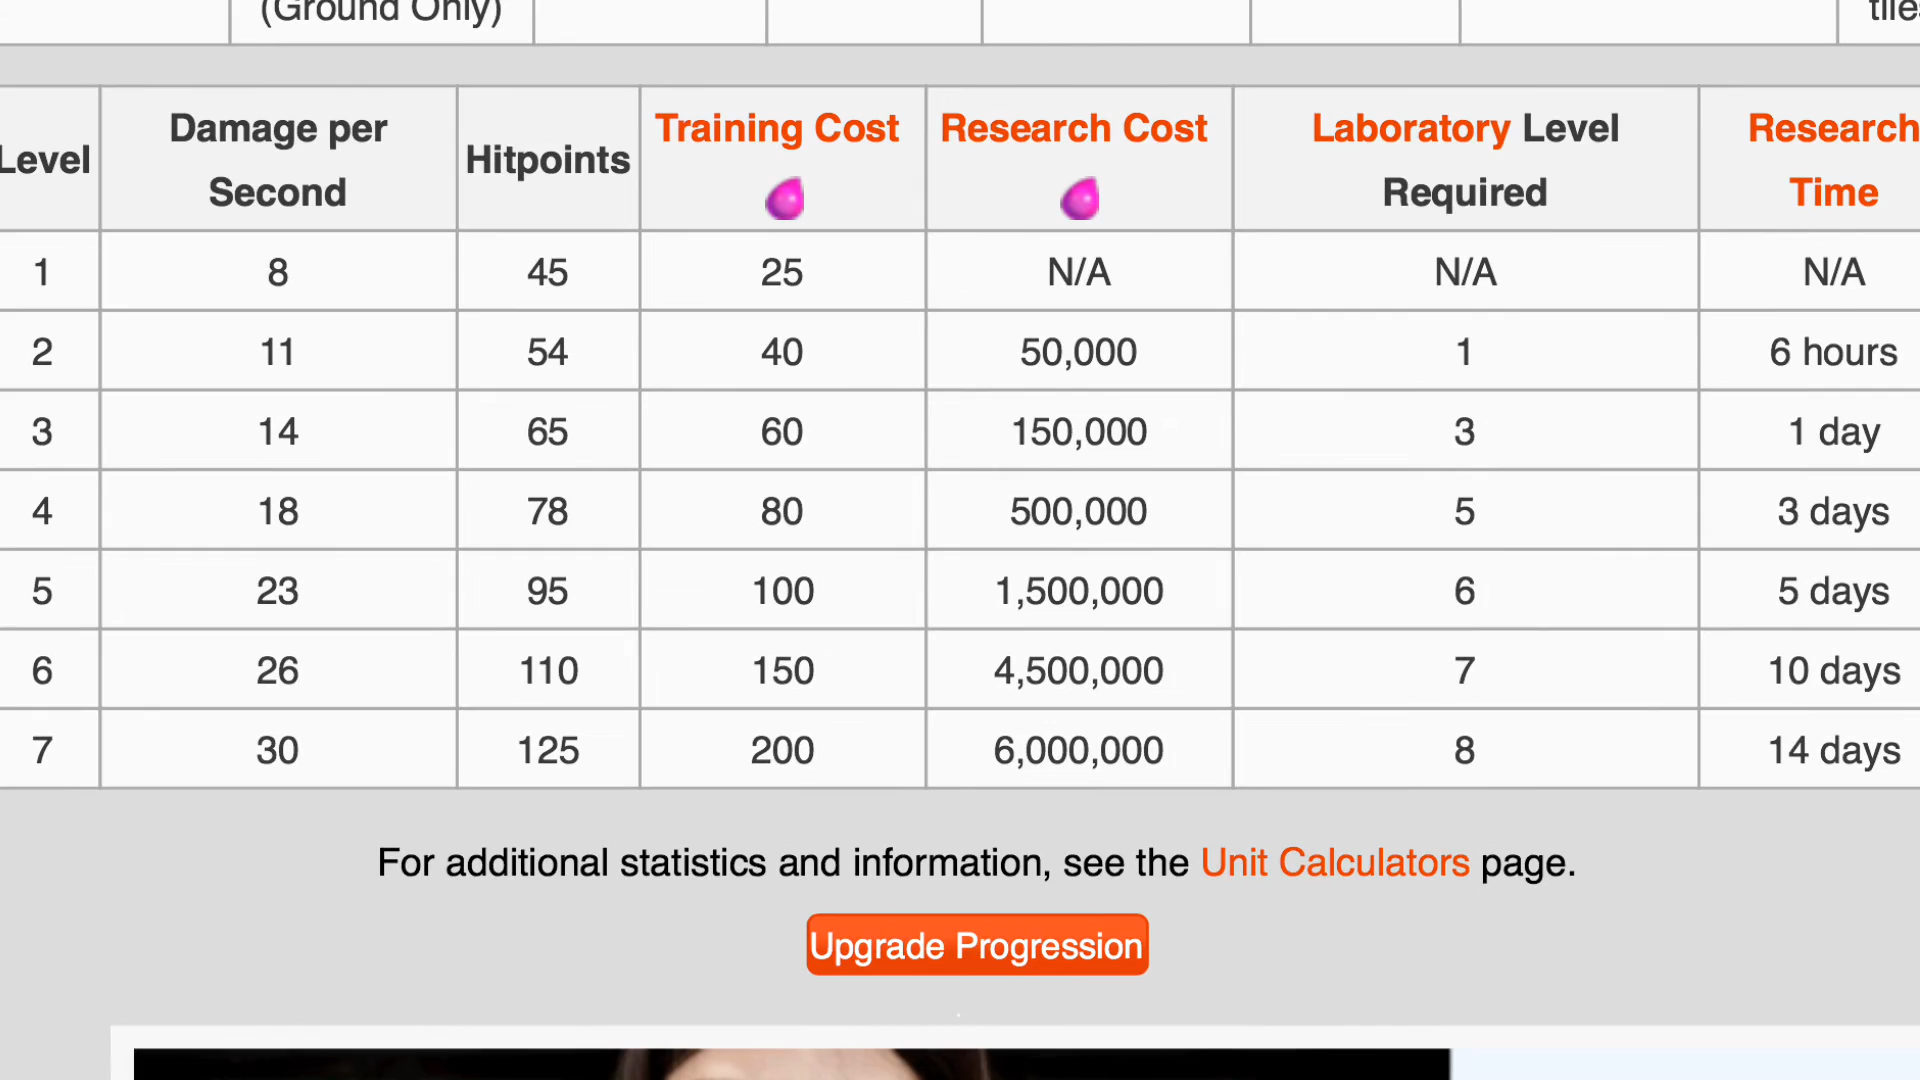 (Ground Only)
Level Damage per Second Hitpoints Training Cost Research Cost Laboratory Level Required Research Time
1 8 45 25 N/A N/A N/A
2 11 54 40 50,000 1 6 hours
3 14 65 60 150,000 3 1 day
4 18 78 80 500,000 5 3 days
5 23 95 100 1,500,000 6 5 days
6 26 110 150 4,500,000 7 10 days
7 30 125 200 6,000,000 8 14 days
For additional statistics and information, see the Unit Calculators page.
Upgrade Progression